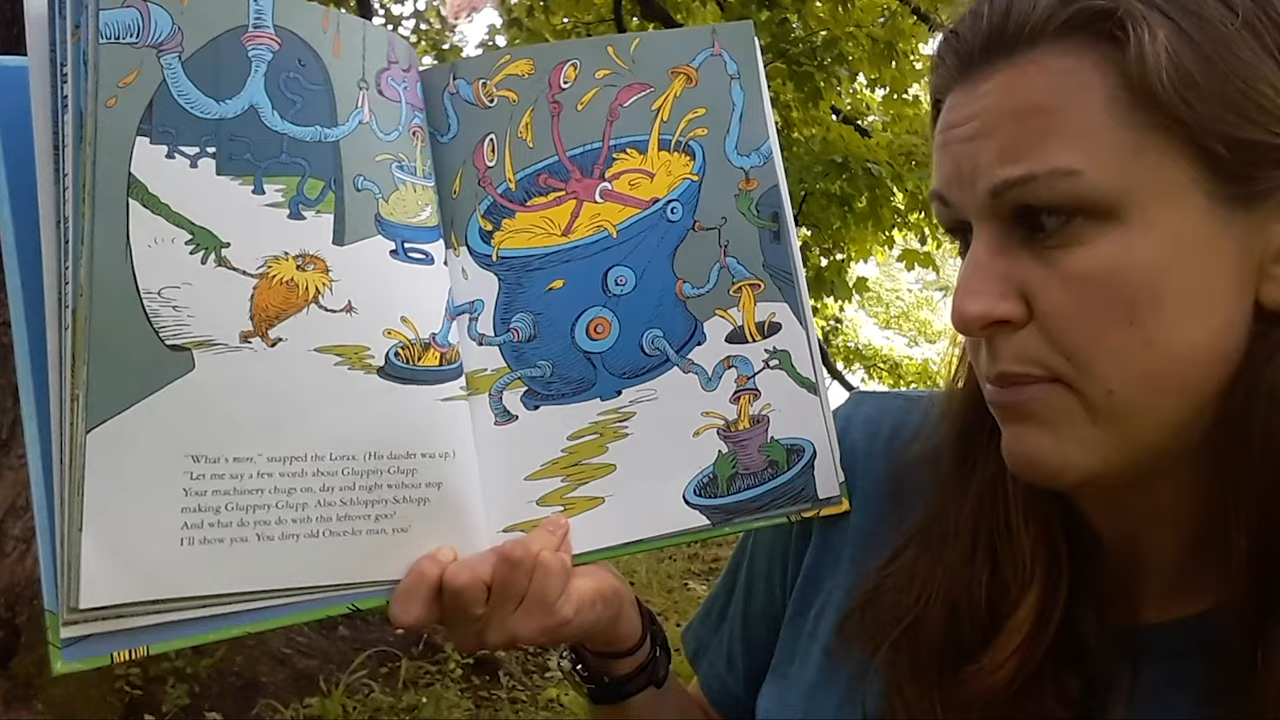 "What's more," snapped the Lorax. (His dander was up.)
"Let me say a few words about Gluppity-Glupp.
Your machinery chugs on, day and night without stop
making Gluppity-Glupp. Also Schloppity-Schlopp.
And what do you do with this leftover goo?
I'll show you. You dirty old Once-ler man, you!